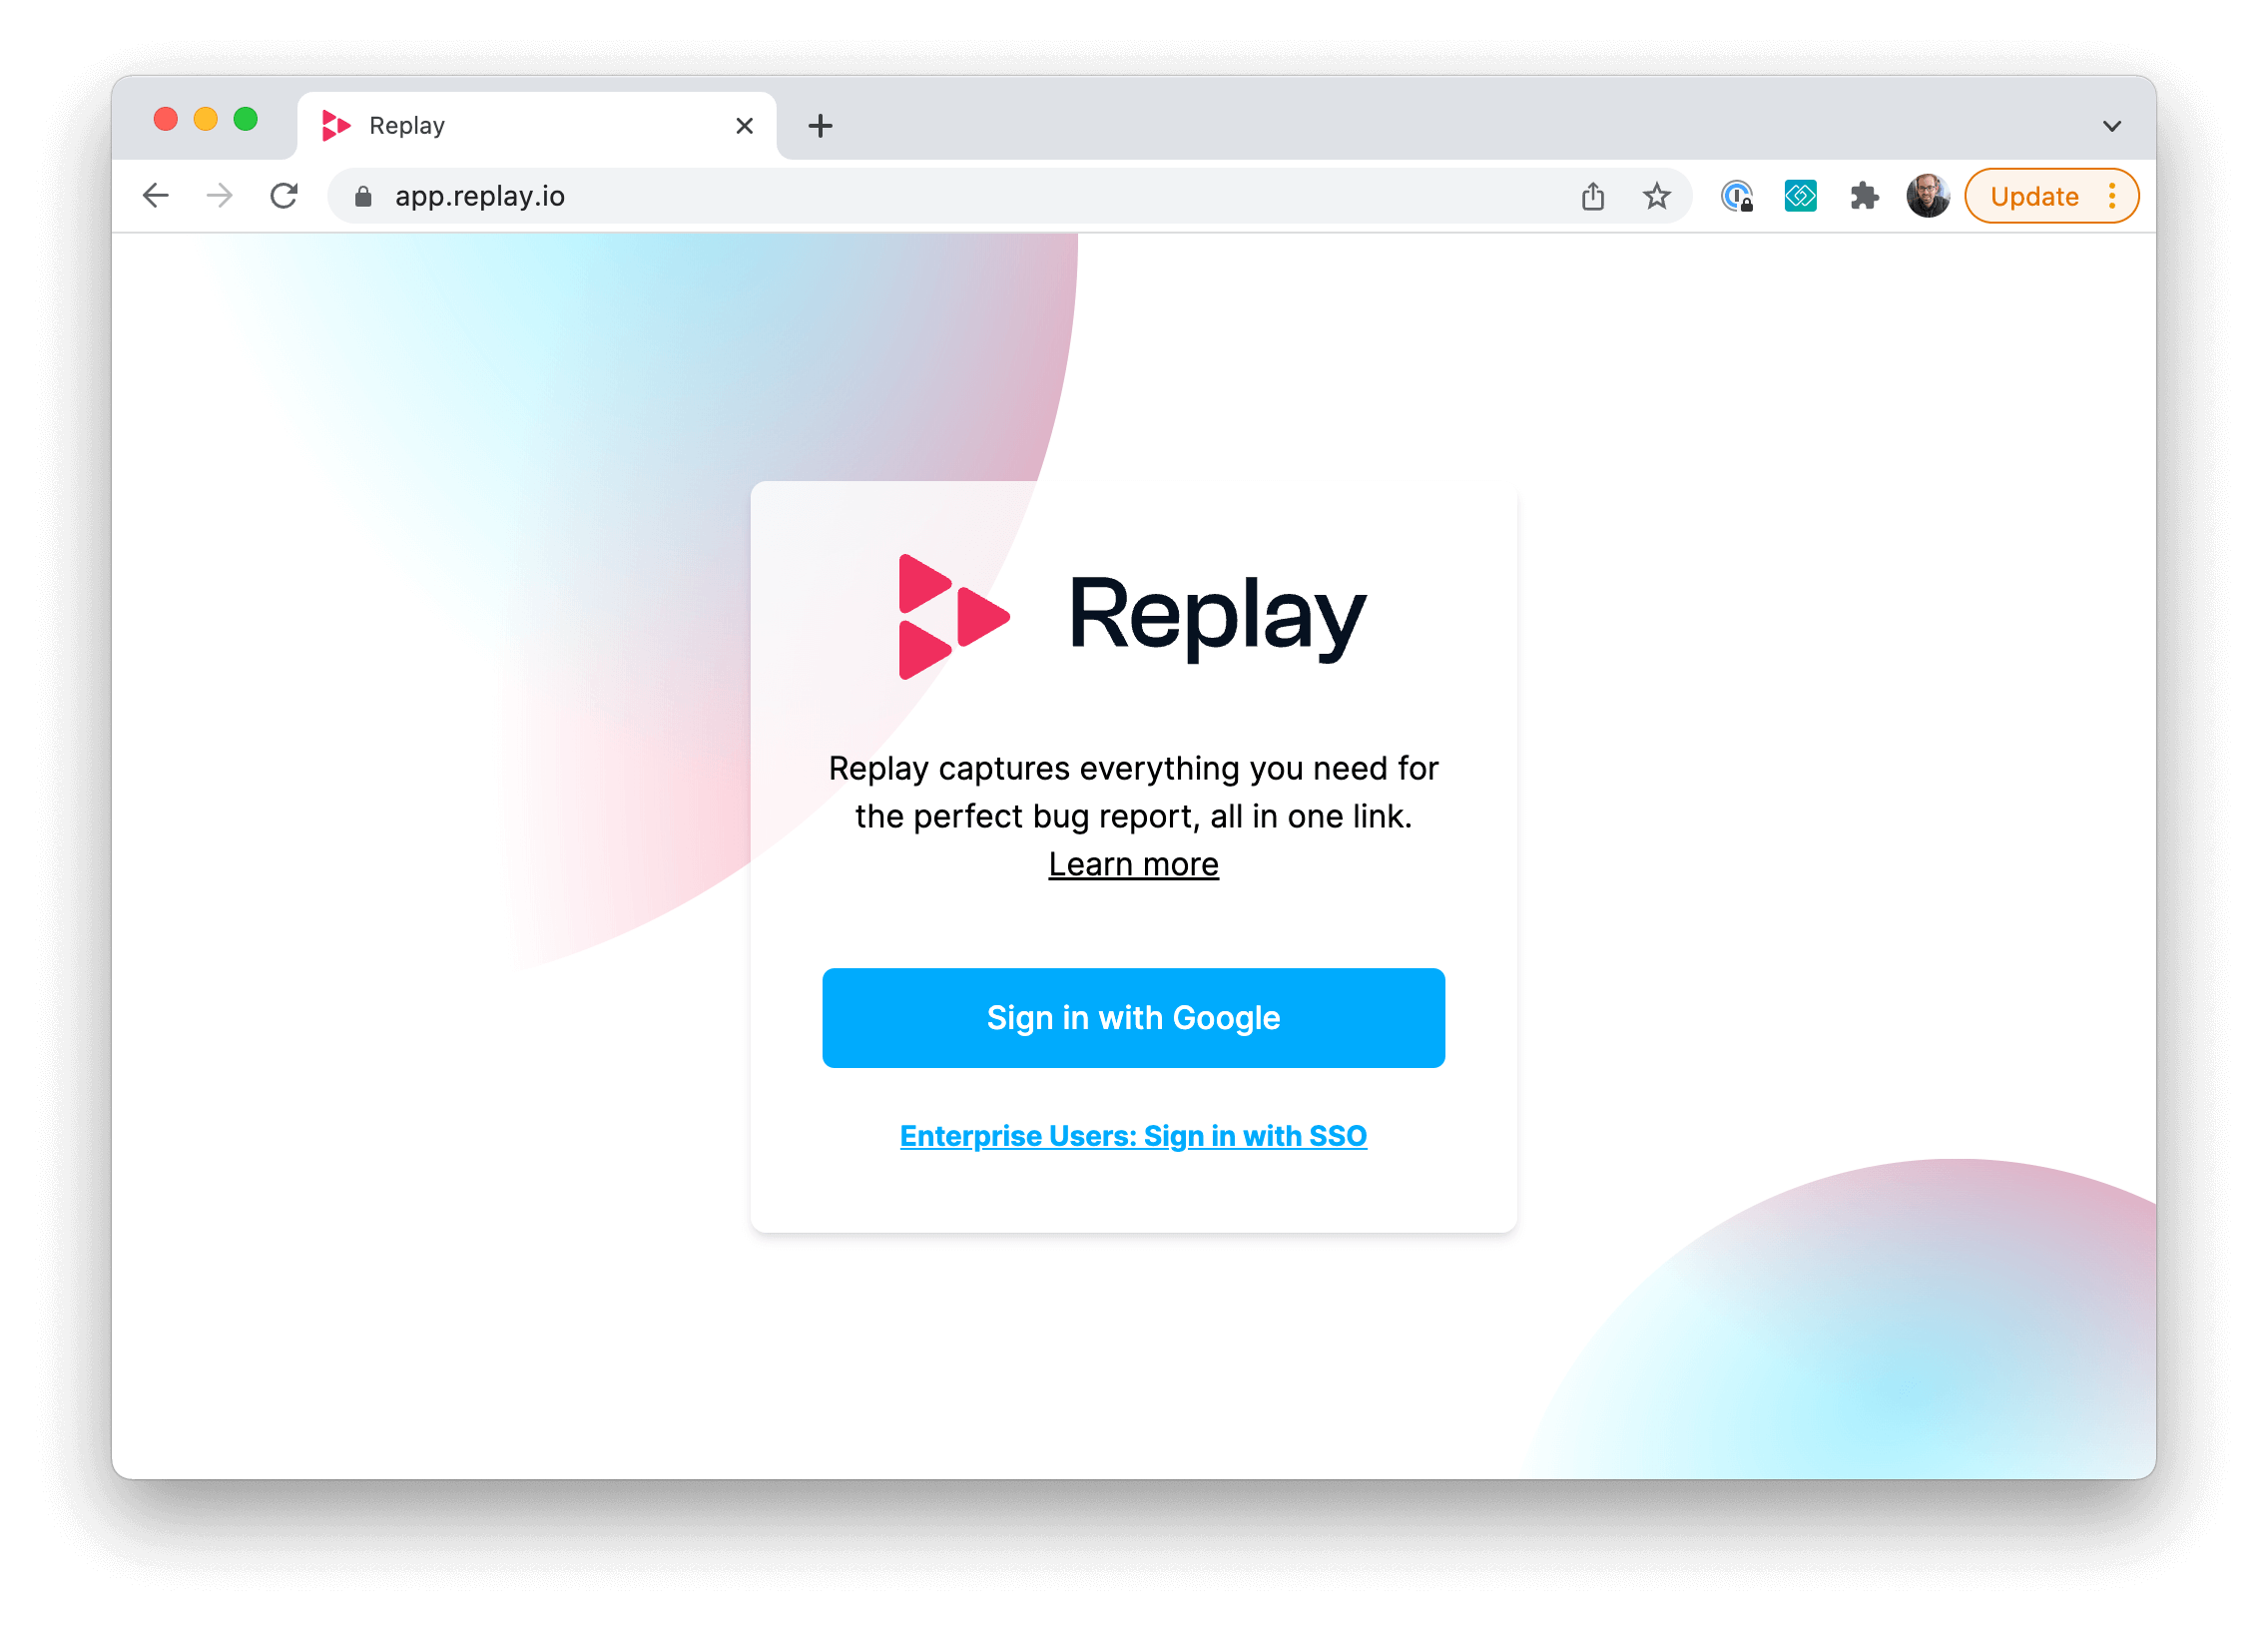 Replay
app.replay.io
Update
Replay
Replay captures everything you need for
the perfect bug report, all in one link.
Learn more
Sign in with Google
Enterprise Users: Sign in with SSO